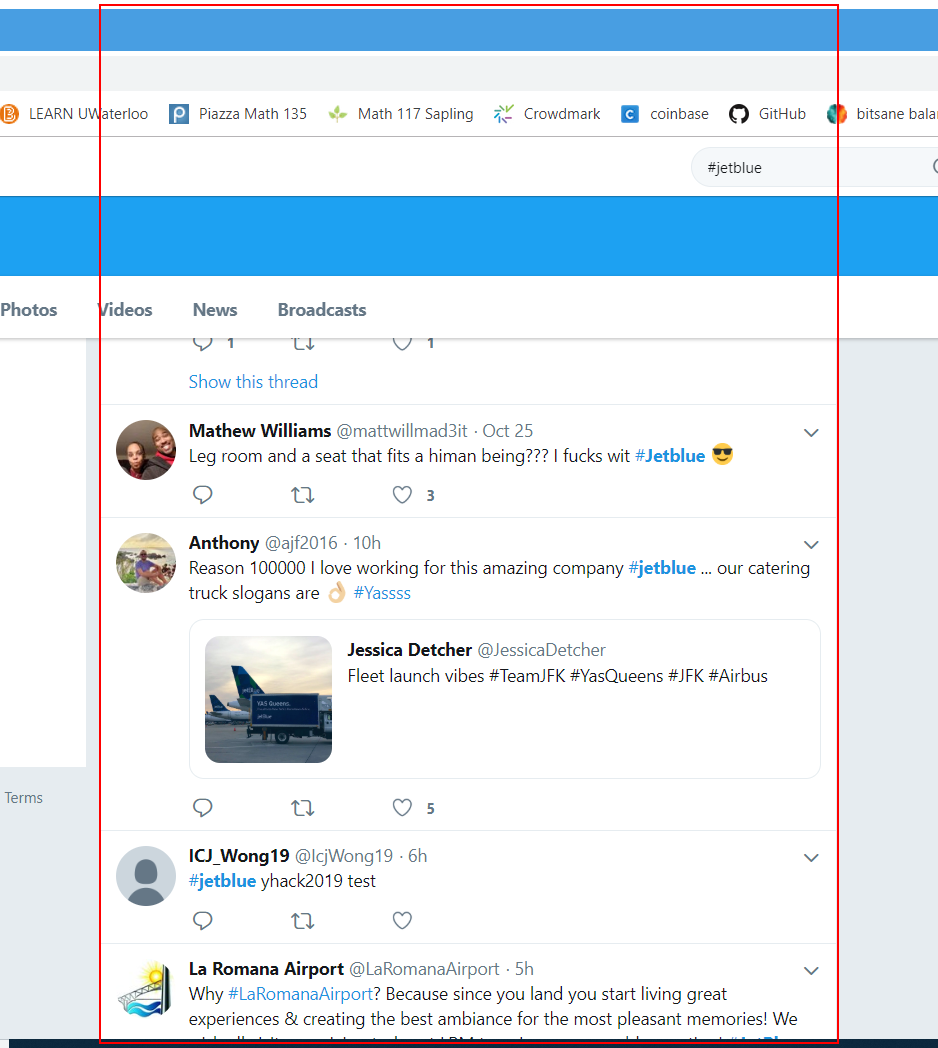 LEARN UWaterloo Piazza Math 135 Math 117 Sapling Crowdmark coinbase GitHub bitsane bala
#jetblue
Photos Videos News Broadcasts
1 1
Show this thread
Mathew Williams @mattwillmad3it · Oct 25
Leg room and a seat that fits a himan being??? I fucks wit #Jetblue 😎
3
Anthony @ajf2016 · 10h
Reason 100000 I love working for this amazing company #jetblue ... our catering
truck slogans are 👌🏼 #Yassss
Jessica Detcher @JessicaDetcher
Fleet launch vibes #TeamJFK #YasQueens #JFK #Airbus
YAS Queens.
jetBlue
5
Terms
ICJ_Wong19 @IcjWong19 · 6h
#jetblue yhack2019 test
La Romana Airport @LaRomanaAirport · 5h
Why #LaRomanaAirport? Because since you land you start living great
experiences & creating the best ambiance for the most pleasant memories! We